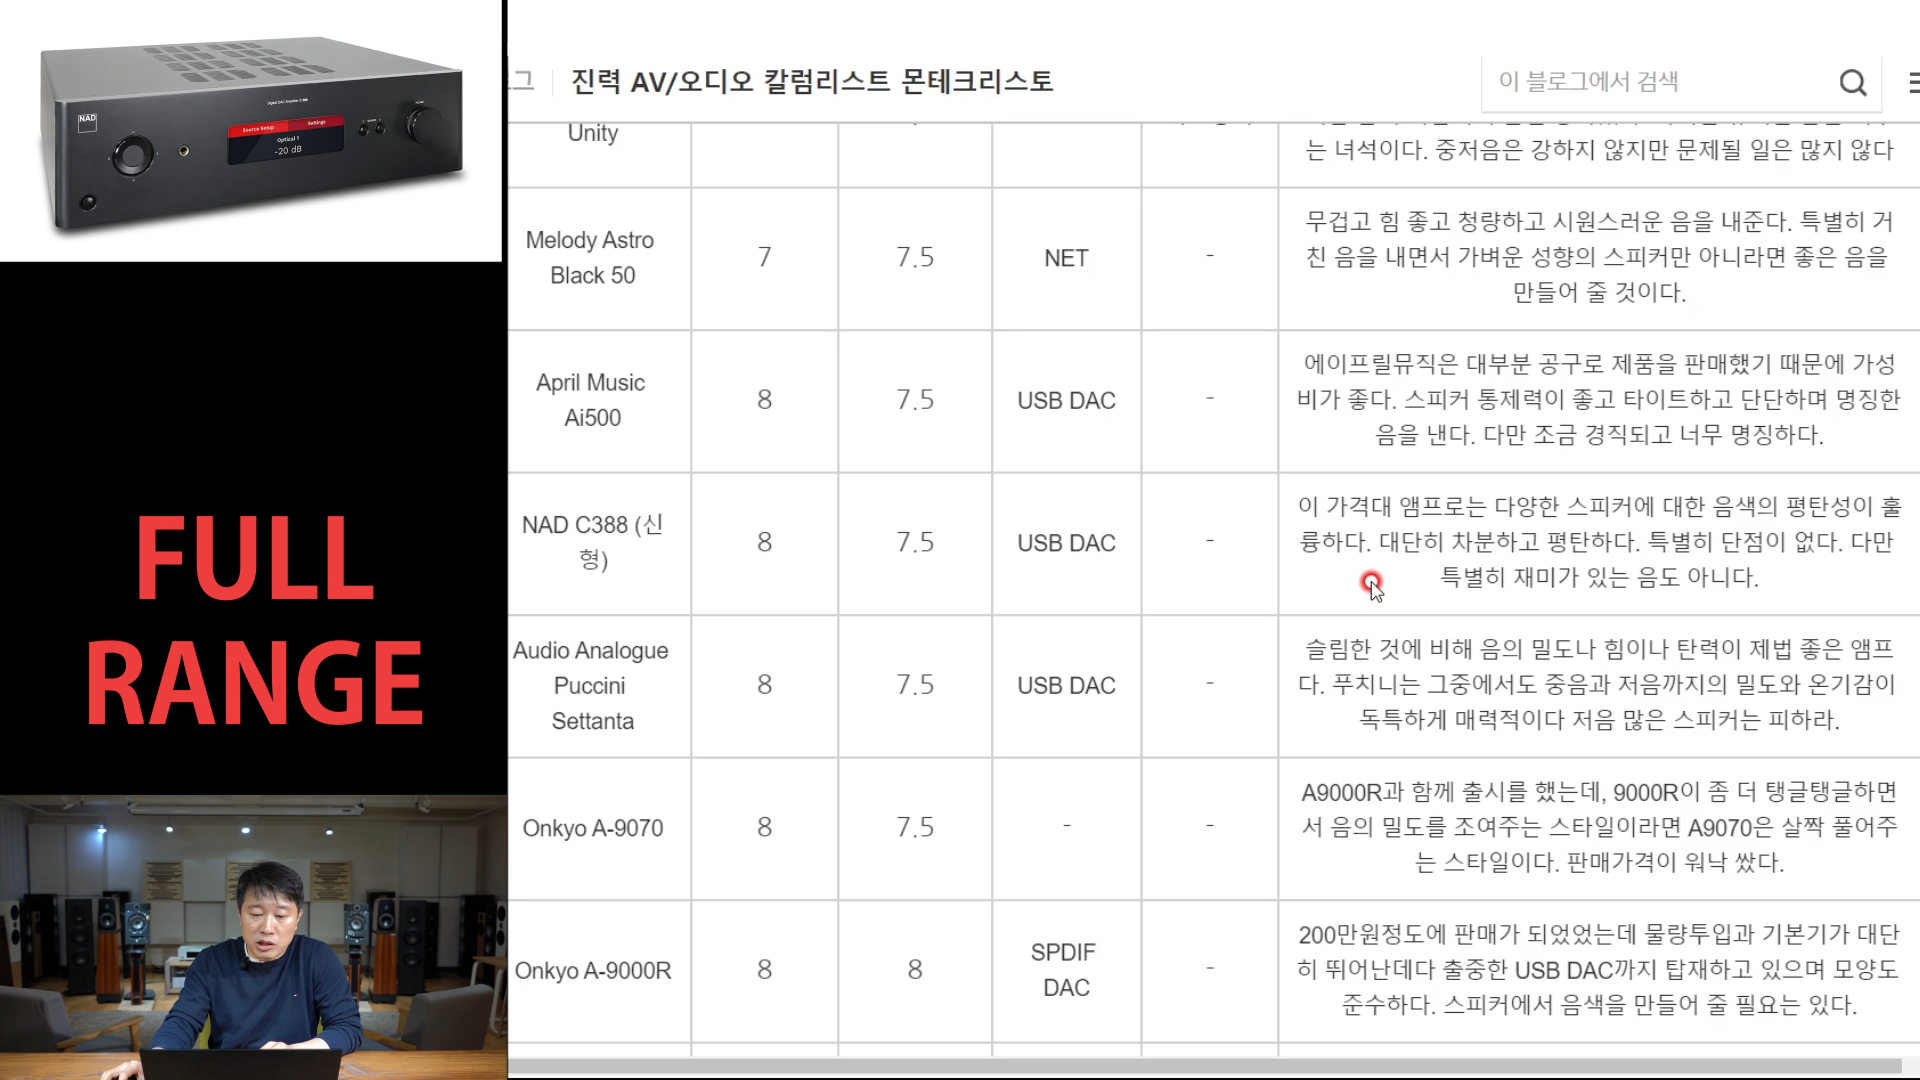 NAD
Digital DAC Amplifier C 388
Source Setup Settings
Optical 1
-20 dB
FULL
RANGE
진력 AV/오디오 칼럼리스트 몬테크리스토
이 블로그에서 검색
Unity
는 녀석이다. 중저음은 강하지 않지만 문제될 일은 많지 않다
Melody Astro
Black 50
7
7.5
NET
-
무겁고 힘 좋고 청량하고 시원스러운 음을 내준다. 특별히 거
친 음을 내면서 가벼운 성향의 스피커만 아니라면 좋은 음을
만들어 줄 것이다.
April Music
Ai500
8
7.5
USB DAC
-
에이프릴뮤직은 대부분 공구로 제품을 판매했기 때문에 가성
비가 좋다. 스피커 통제력이 좋고 타이트하고 단단하며 명징한
음을 낸다. 다만 조금 경직되고 너무 명징하다.
NAD C388 (신
형)
8
7.5
USB DAC
-
이 가격대 앰프로는 다양한 스피커에 대한 음색의 평탄성이 훌
륭하다. 대단히 차분하고 평탄하다. 특별히 단점이 없다. 다만
특별히 재미가 있는 음도 아니다.
Audio Analogue
Puccini
Settanta
8
7.5
USB DAC
-
슬림한 것에 비해 음의 밀도나 힘이나 탄력이 제법 좋은 앰프
다. 푸치니는 그중에서도 중음과 저음까지의 밀도와 온기감이
독특하게 매력적이다 저음 많은 스피커는 피하라.
Onkyo A-9070
8
7.5
-
-
A9000R과 함께 출시를 했는데, 9000R이 좀 더 탱글탱글하면
서 음의 밀도를 조여주는 스타일이라면 A9070은 살짝 풀어주
는 스타일이다. 판매가격이 워낙 쌌다.
Onkyo A-9000R
8
8
SPDIF
DAC
-
200만원정도에 판매가 되었었는데 물량투입과 기본기가 대단
히 뛰어난데다 출중한 USB DAC까지 탑재하고 있으며 모양도
준수하다. 스피커에서 음색을 만들어 줄 필요는 있다.